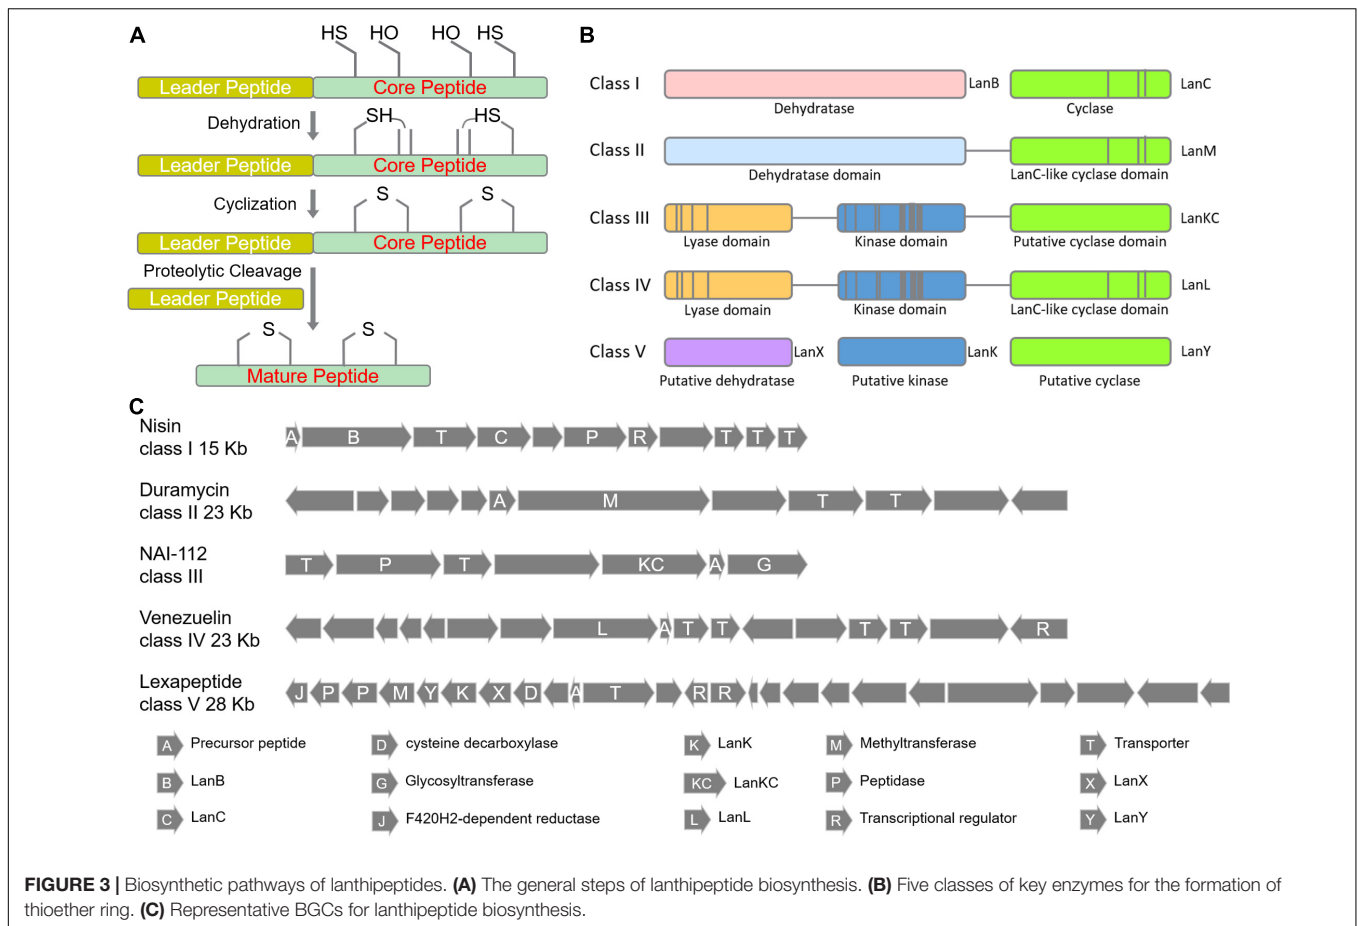 A
HS HO HO HS
Leader Peptide Core Peptide
Dehydration
SH HS
Leader Peptide Core Peptide
Cyclization
S S
Leader Peptide Core Peptide
Proteolytic Cleavage
Leader Peptide
S S
Mature Peptide
B
Class I LanB LanC
Dehydratase Cyclase
Class II LanM
Dehydratase domain LanC-like cyclase domain
Class III LanKC
Lyase domain Kinase domain Putative cyclase domain
Class IV LanL
Lyase domain Kinase domain LanC-like cyclase domain
Class V LanX LanK LanY
Putative dehydratase Putative kinase Putative cyclase
C
Nisin
class I 15 Kb
A B T C P R T T T
Duramycin
class II 23 Kb
A M T T
NAI-112
class III
T P T KC A G
Venezuelin
class IV 23 Kb
L A T T T T R
Lexapeptide
class V 28 Kb
J P P M Y K X D A T R R
A Precursor peptide D cysteine decarboxylase K LanK M Methyltransferase T Transporter
B LanB G Glycosyltransferase KC LanKC P Peptidase X LanX
C LanC J F420H2-dependent reductase L LanL R Transcriptional regulator Y LanY
FIGURE 3 | Biosynthetic pathways of lanthipeptides. (A) The general steps of lanthipeptide biosynthesis. (B) Five classes of key enzymes for the formation of
thioether ring. (C) Representative BGCs for lanthipeptide biosynthesis.